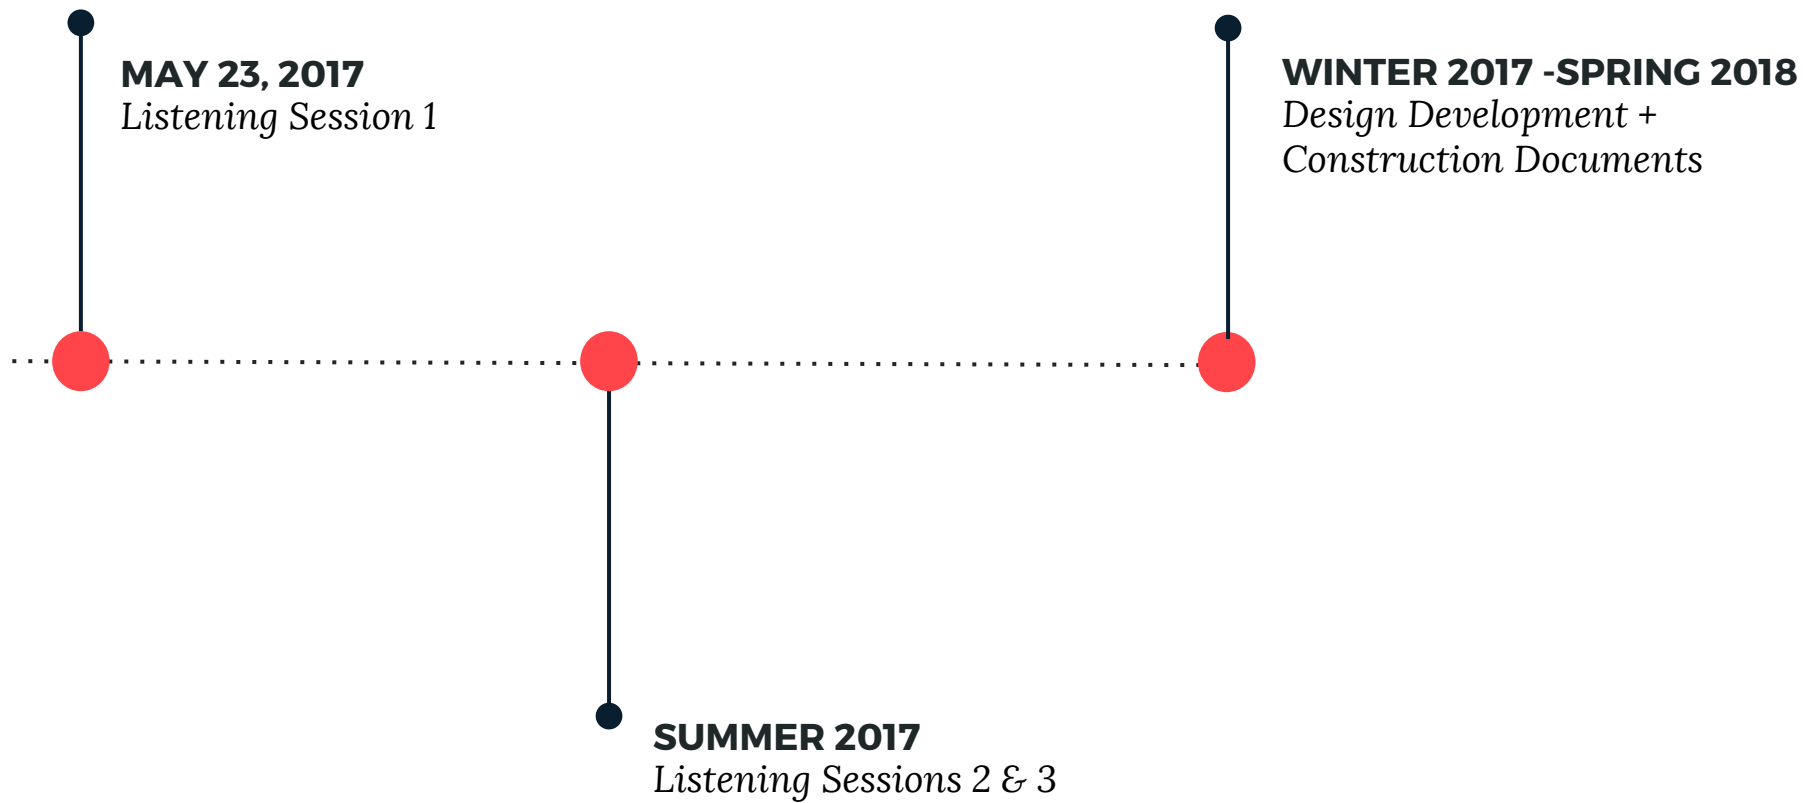 MAY 23, 2017
Listening Session 1
WINTER 2017 -SPRING 2018
Design Development +
Construction Documents
SUMMER 2017
Listening Sessions 2 & 3